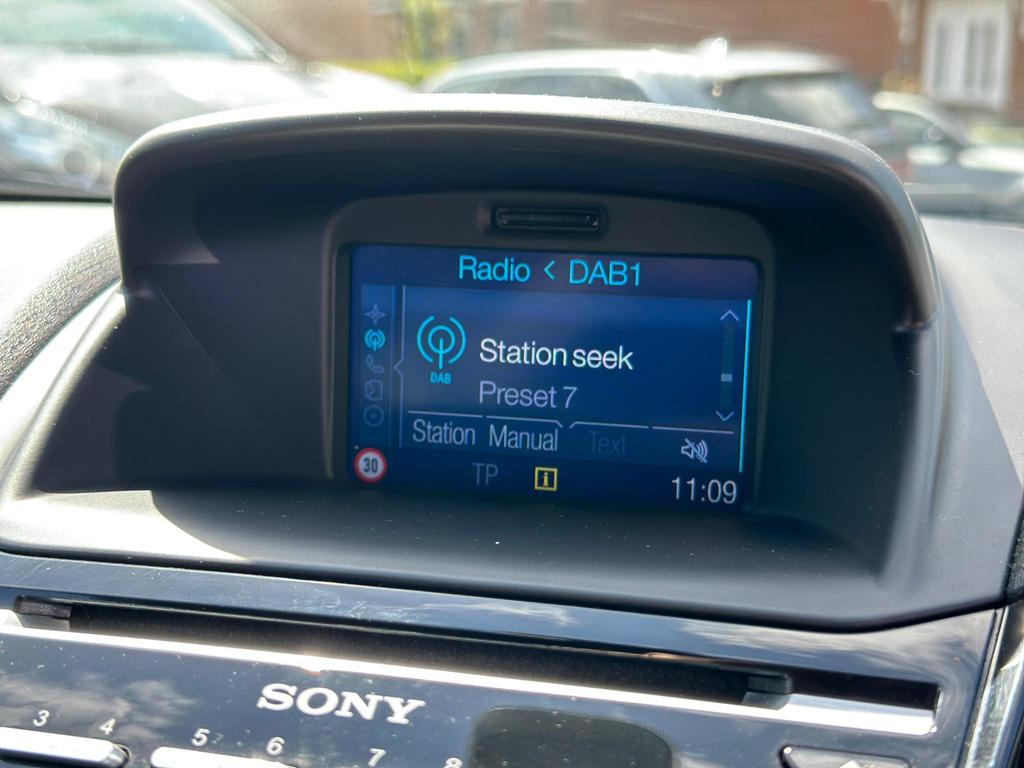 Radio < DAB1
DAB
Station seek
Preset 7
Station Manual Text
30 TP i 11:09
SONY
3 4 5 6 7 8